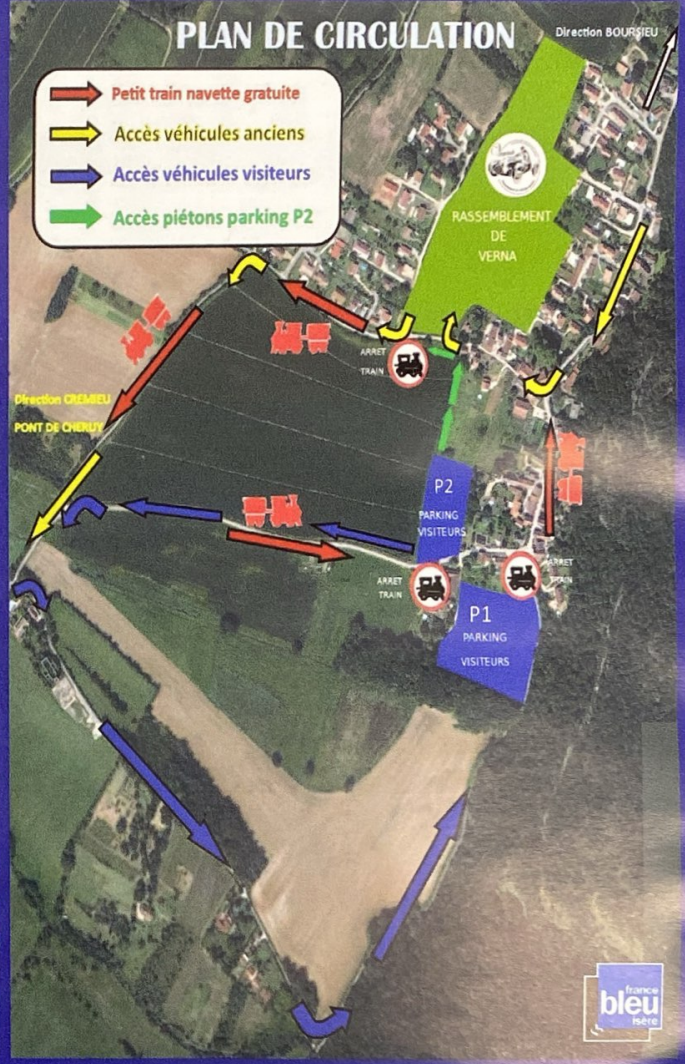 PLAN DE CIRCULATION
Direction BOURSIEU
Petit train navette gratuite
Accès véhicules anciens
Accès véhicules visiteurs
Accès piétons parking P2
RASSEMBLEMENT
DE
VERNA
ARRET
TRAIN
Direction CREMIEU
PONT DE CHERUY
P2
PARKING
VISITEURS
ARRET
TRAIN
ARRET
TRAIN
P1
PARKING
VISITEURS
france
bleu
isère